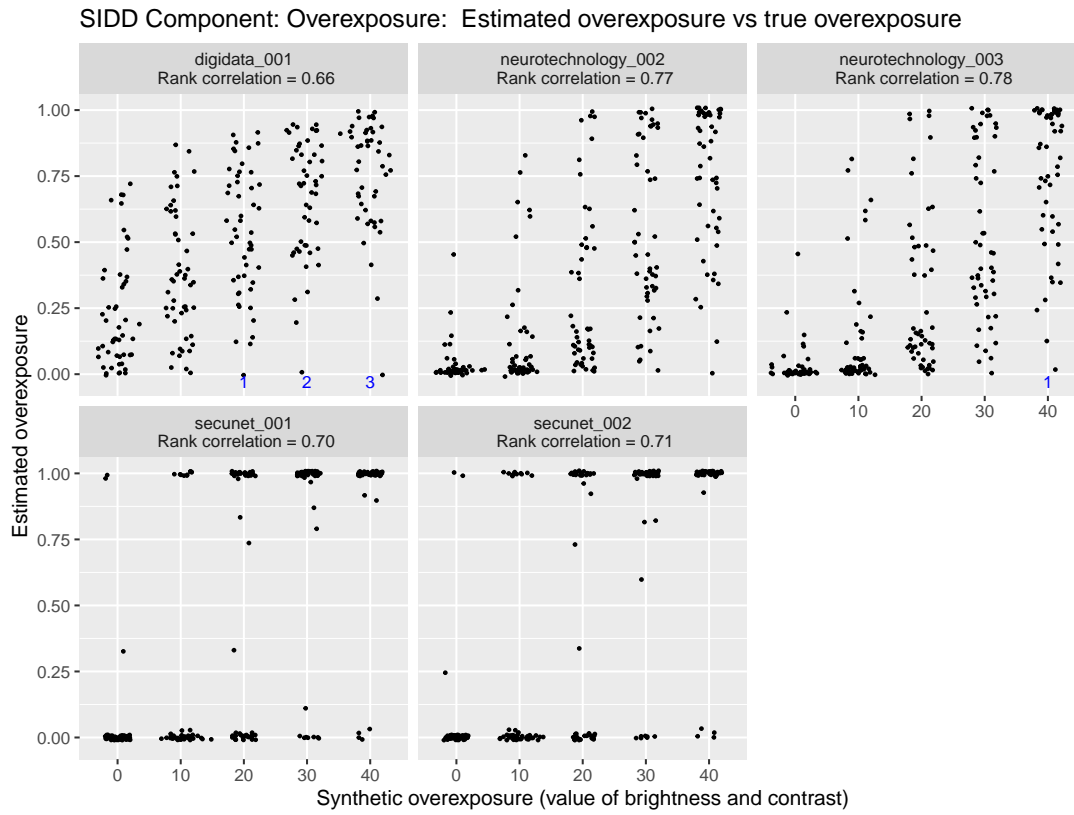 SIDD Component: Overexposure: Estimated overexposure vs true overexposure
digidata_001
Rank correlation = 0.66
neurotechnology_002
Rank correlation = 0.77
neurotechnology_003
Rank correlation = 0.78
1.00
0.75
0.50
0.25
0.00
1
2
3
1
0
10
20
30
40
secunet_001
Rank correlation = 0.70
secunet_002
Rank correlation = 0.71
1.00
0.75
0.50
0.25
0.00
0
10
20
30
40
0
10
20
30
40
Estimated overexposure
Synthetic overexposure (value of brightness and contrast)